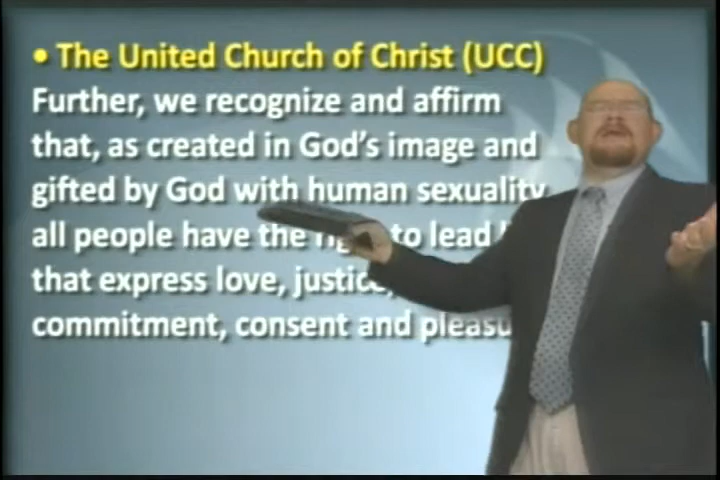 • The United Church of Christ (UCC)
Further, we recognize and affirm
that, as created in God's image and
gifted by God with human sexuality
all people have the to lead
that express love, justice,
commitment, consent and